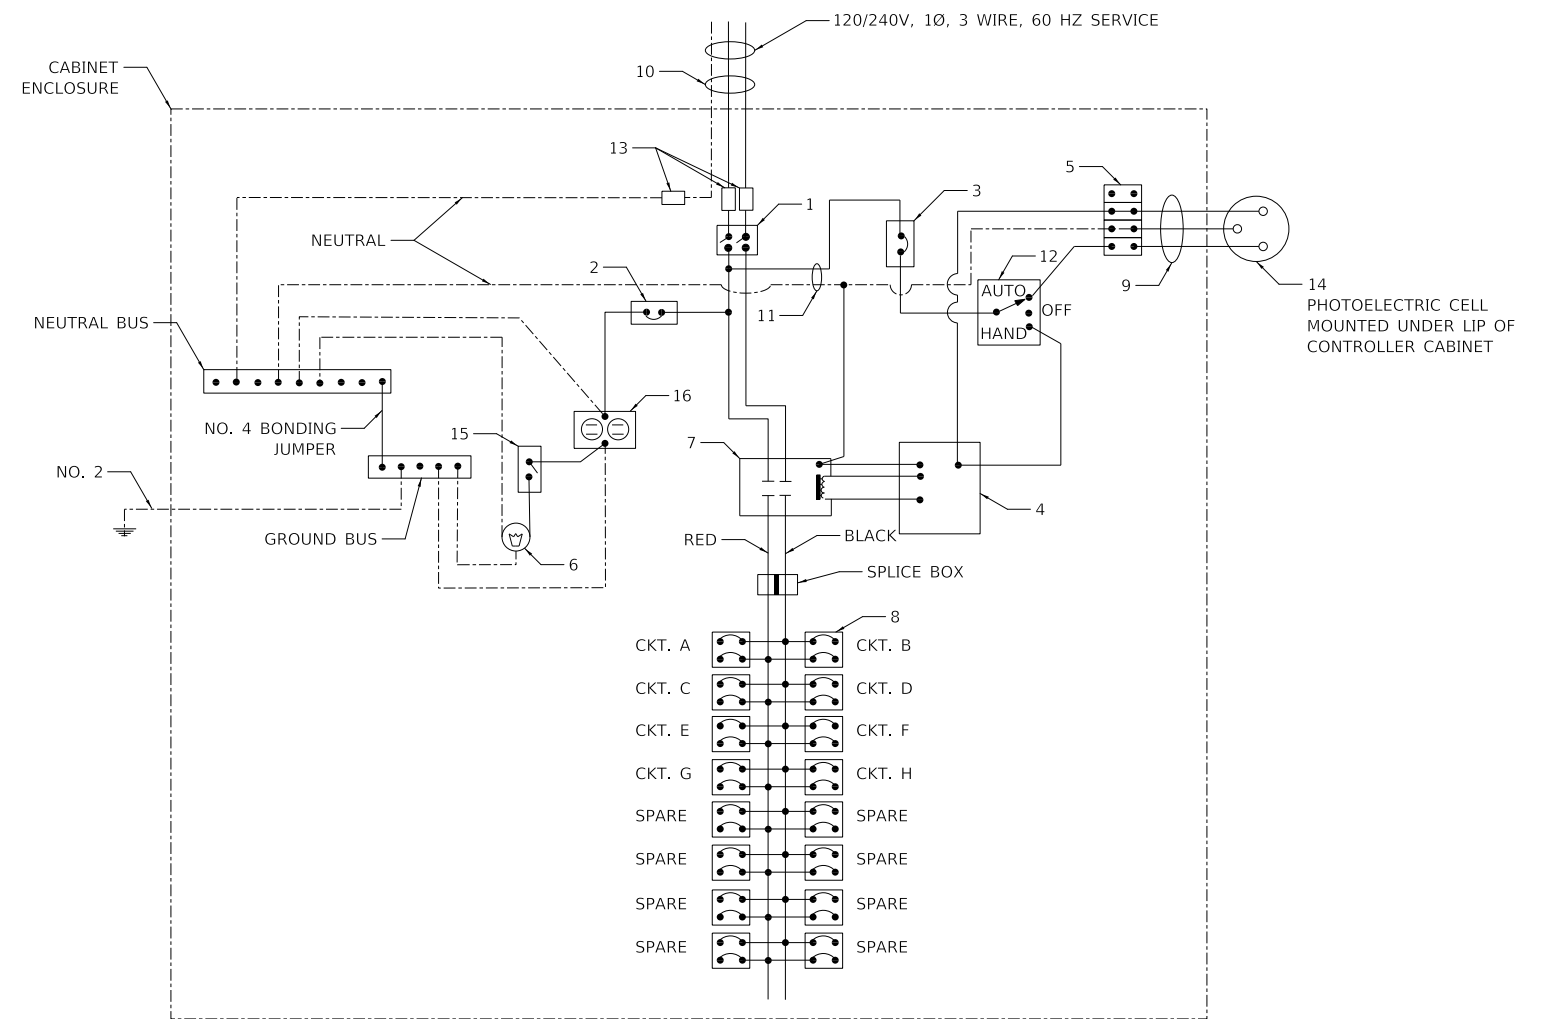 120/240V, 1Ø, 3 WIRE, 60 HZ SERVICE
CABINET
ENCLOSURE
10
13
5
3
1
NEUTRAL
12
2
9
14
AUTO
OFF
HAND
11
PHOTOELECTRIC CELL
MOUNTED UNDER LIP OF
CONTROLLER CABINET
NEUTRAL BUS
16
NO. 4 BONDING
JUMPER
15
7
NO. 2
4
GROUND BUS
RED
BLACK
6
SPLICE BOX
8
CKT. A
CKT. B
CKT. C
CKT. D
CKT. E
CKT. F
CKT. G
CKT. H
SPARE
SPARE
SPARE
SPARE
SPARE
SPARE
SPARE
SPARE